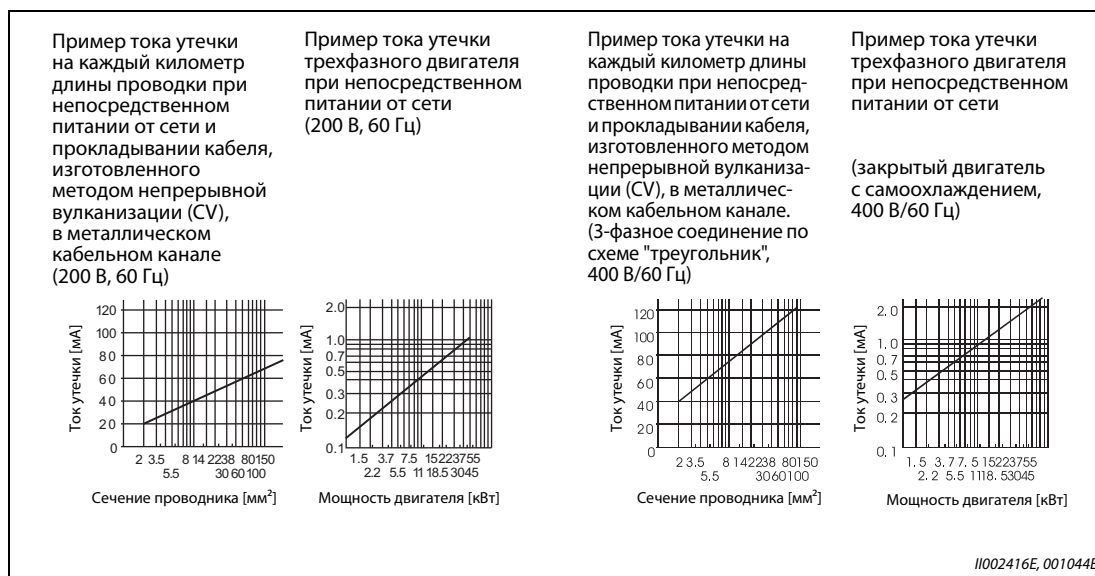 Пример тока утечки
на каждый километр
длины проводки при
непосредственном
питании от сети и
прокладывании кабеля,
изготовленного
методом непрерывной
вулканизации (CV),
в металлическом
кабельном канале
(200 В, 60 Гц)
Пример тока утечки
трехфазного двигателя
при непосредственном
питании от сети
(200 В, 60 Гц)
Пример тока утечки на
каждый километр длины
проводки при непосред-
ственном питании от сети
и прокладывании кабеля,
изготовленного методом
непрерывной вулканиза-
ции (CV), в металличес-
ком кабельном канале.
(3-фазное соединение по
схеме "треугольник",
400 В/60 Гц)
Пример тока утечки
трехфазного двигателя
при непосредственном
питании от сети
(закрытый двигатель
с самоохлаждением,
400 В/60 Гц)
Ток утечки [мА]
120
100
80
60
40
20
0
2 3.5 8 14 22 38 80 150
5.5 30 60 100
Сечение проводника [мм²]
Ток утечки [мА]
2.0
1.0
0.7
0.5
0.3
0.2
0.1
1.5 3.7 7.5 15 22 37 55
2.2 5.5 11 18.5 30 45
Мощность двигателя [кВт]
Ток утечки [мА]
120
100
80
60
40
20
0
2 3.5 8 14 22 38 80 150
5.5 30 60 100
Сечение проводника [мм²]
Ток утечки [мА]
2.0
1.0
0.7
0.5
0.3
0.2
0.1
1.5 3.7 7.5 15 22 37 55
2.2 5.5 11 18.5 30 45
Мощность двигателя [кВт]
II002416E, 001044E